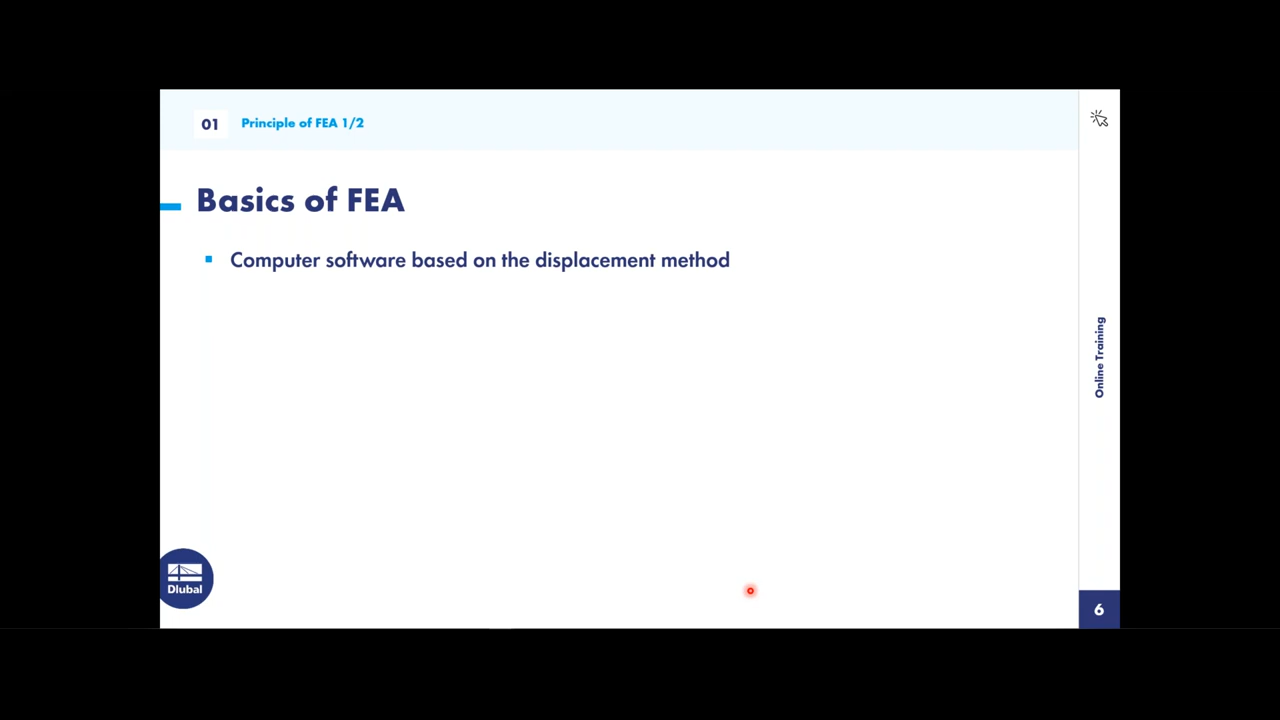 01 Principle of FEA 1/2
Basics of FEA
Computer software based on the displacement method
Online Training
Dlubal
6